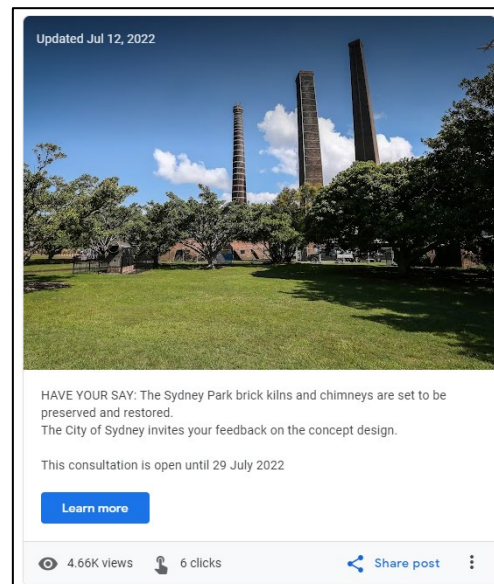 Updated Jul 12, 2022
HAVE YOUR SAY: The Sydney Park brick kilns and chimneys are set to be
preserved and restored.
The City of Sydney invites your feedback on the concept design.
This consultation is open until 29 July 2022
Learn more
4.66K views 6 clicks Share post